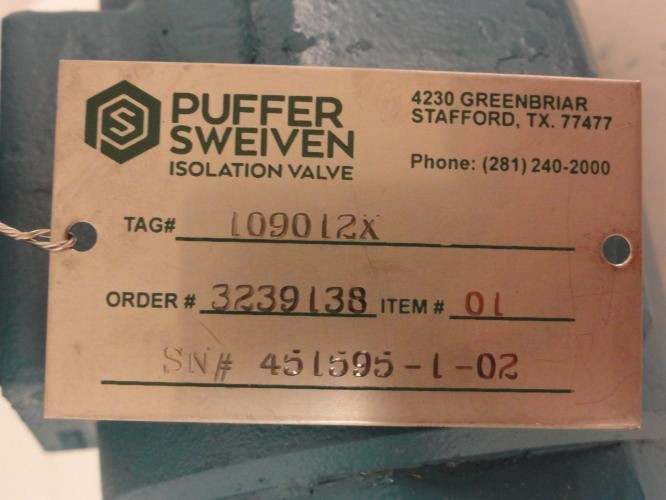 PUFFER
SWEIVEN
ISOLATION VALVE
4230 GREENBRIAR
STAFFORD, TX. 77477
Phone: (281) 240-2000
TAG# 109012X
ORDER # 3239138 ITEM # 01
SN# 451595-1-02